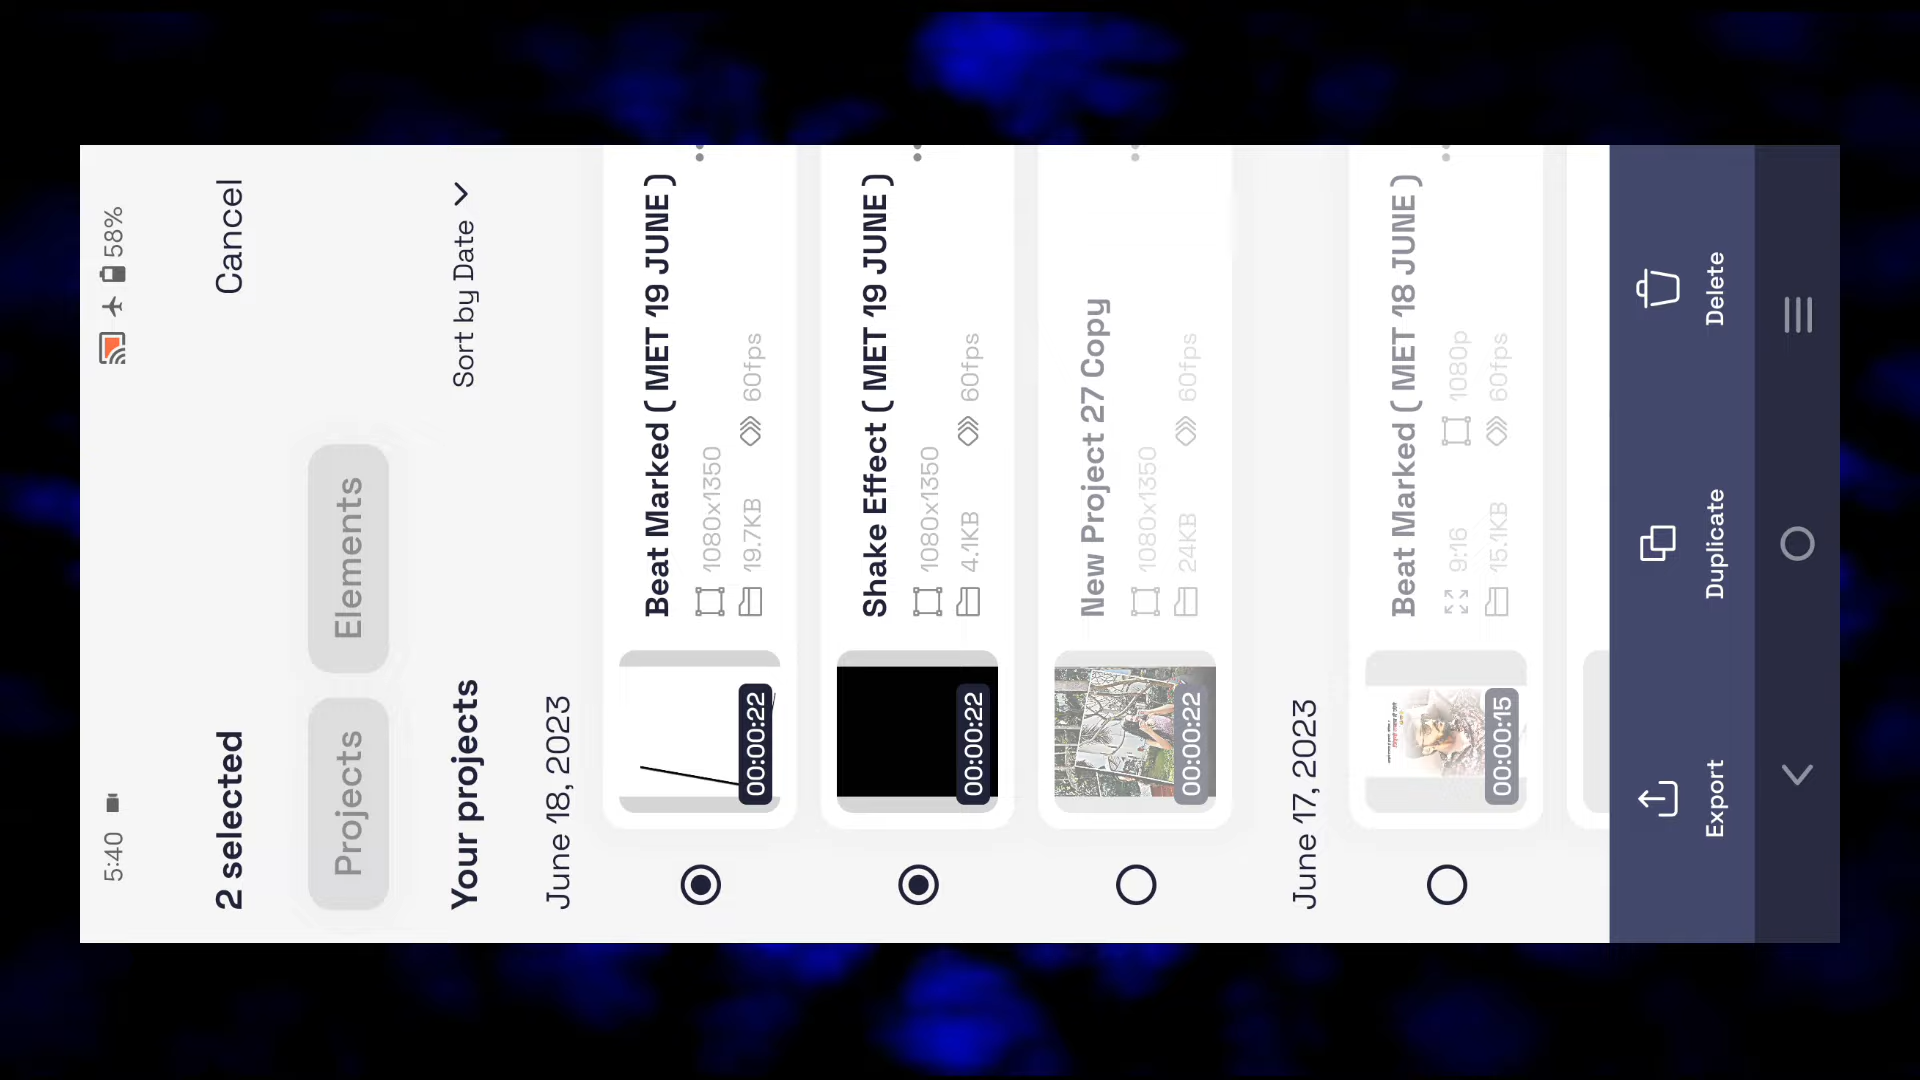 5:40
58%
2 selected
Cancel
Projects
Elements
Your projects
Sort by Date
June 18, 2023
Beat Marked ( MET 19 JUNE )
1080x1350
19.7KB
60fps
00:00:22
Shake Effect ( MET 19 JUNE )
1080x1350
4.1KB
60fps
00:00:22
New Project 27 Copy
1080x1350
24KB
60fps
00:00:22
June 17, 2023
Beat Marked ( MET 18 JUNE )
9:16
1080p
15.1KB
60fps
00:00:15
Export
Duplicate
Delete